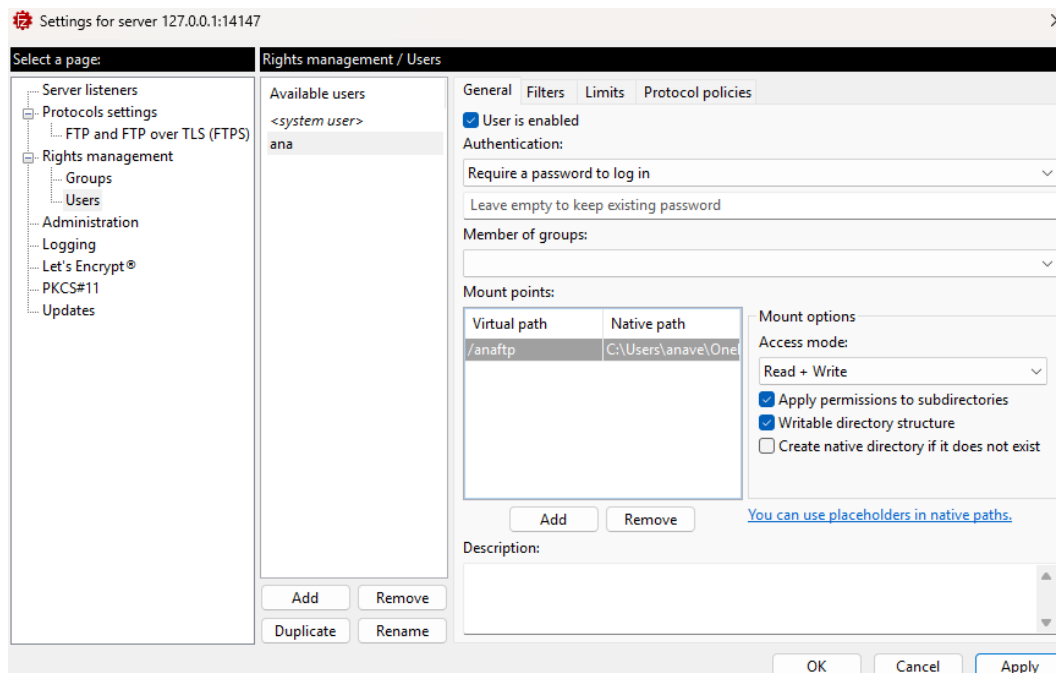 Settings for server 127.0.0.1:14147
Select a page:
Server listeners
Protocols settings
FTP and FTP over TLS (FTPS)
Rights management
Groups
Users
Administration
Logging
Let's Encrypt®
PKCS#11
Updates
Rights management / Users
Available users
<system user>
ana
Add Remove
Duplicate Rename
General Filters Limits Protocol policies
User is enabled
Authentication:
Require a password to log in
Leave empty to keep existing password
Member of groups:
Mount points:
Virtual path Native path
/anaftp C:\Users\anave\Onel
Add Remove
Mount options
Access mode:
Read + Write
Apply permissions to subdirectories
Writable directory structure
Create native directory if it does not exist
You can use placeholders in native paths.
Description:
OK Cancel Apply